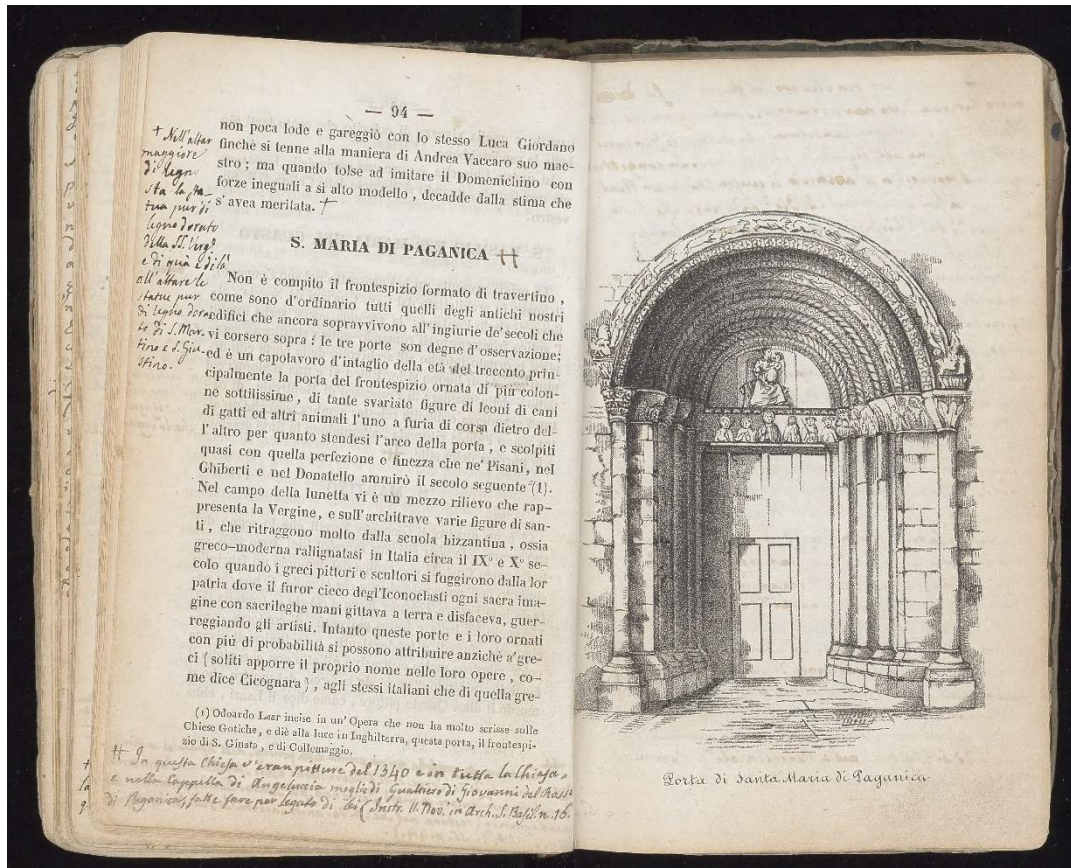 — 94 —
non poca lode e gareggiò con lo stesso Luca Giordano
finchè si tenne alla maniera di Andrea Vaccaro suo mae-
stro ; ma quando tolse ad imitare il Domenichino con
forze ineguali a si alto modello , decadde dalla stima che
s' avea meritata. +
+ Nell'altar
maggiore
di legno
sta la sta-
tua pur di
legno dorato
della SS. Verg.
e di quà e di là
all'altare le
statue pur
di legno dora-
te di S. Mar-
tino e S. Giu-
stino.
S. MARIA DI PAGANICA ++
Non è compito il frontespizio formato di travertino ,
come sono d'ordinario tutti quelli degli antichi nostri
edifici che ancora sopravvivono all'ingiurie de'secoli che
vi corsero sopra : le tre porte son degne d'osservazione;
ed è un capolavoro d'intaglio della età del trecento prin-
cipalmente la porta del frontespizio ornata di più colon-
ne sottilissime , di tante svariate figure di leoni di cani
di gatti ed altri animali l'uno a furia di corsa dietro del-
l'altro per quanto stendesi l'arco della porta , e scolpiti
quasi con quella perfezione e finezza che ne' Pisani, nel
Ghiberti e nel Donatello ammirò il secolo seguente (1).
Nel campo della lunetta vi è un mezzo rilievo che rap-
presenta la Vergine, e sull'architrave varie figure di san-
ti , che ritraggono molto dalla scuola bizzantina , ossia
greco–moderna rallignatasi in Italia circa il IX° e X° se-
colo quando i greci pittori e scultori si fuggirono dalla lor
patria dove il furor cieco degl'Iconoclasti ogni sacra ima-
gine con sacrileghe mani gittava a terra e disfaceva, guer-
reggiando gli artisti. Intanto queste porte e i loro ornati
con più di probabilità si possono attribuire anzichè a'gre-
ci ( soliti apporre il proprio nome nelle loro opere , co-
me dice Cicognara ) , agli stessi italiani che di quella gre-
(1) Odoardo Lear incise in un' Opera che non ha molto scrisse sulle
Chiese Gotiche , e diè alla luce in Inghilterra, questa porta, il frontespi-
zio di S. Giusta , e di Collemaggio.
++ In questa Chiesa v'eran pitture del 1340 e in tutta la Chiesa
e nella Cappella di Angeluccia moglie di Gualtiero di Giovanni del Rosso
di Paganica, fatte fare per legato di lei ( Instr. 11. Nov. in Arch. S. Basil. n. 16.
Porta di Santa Maria di Paganica